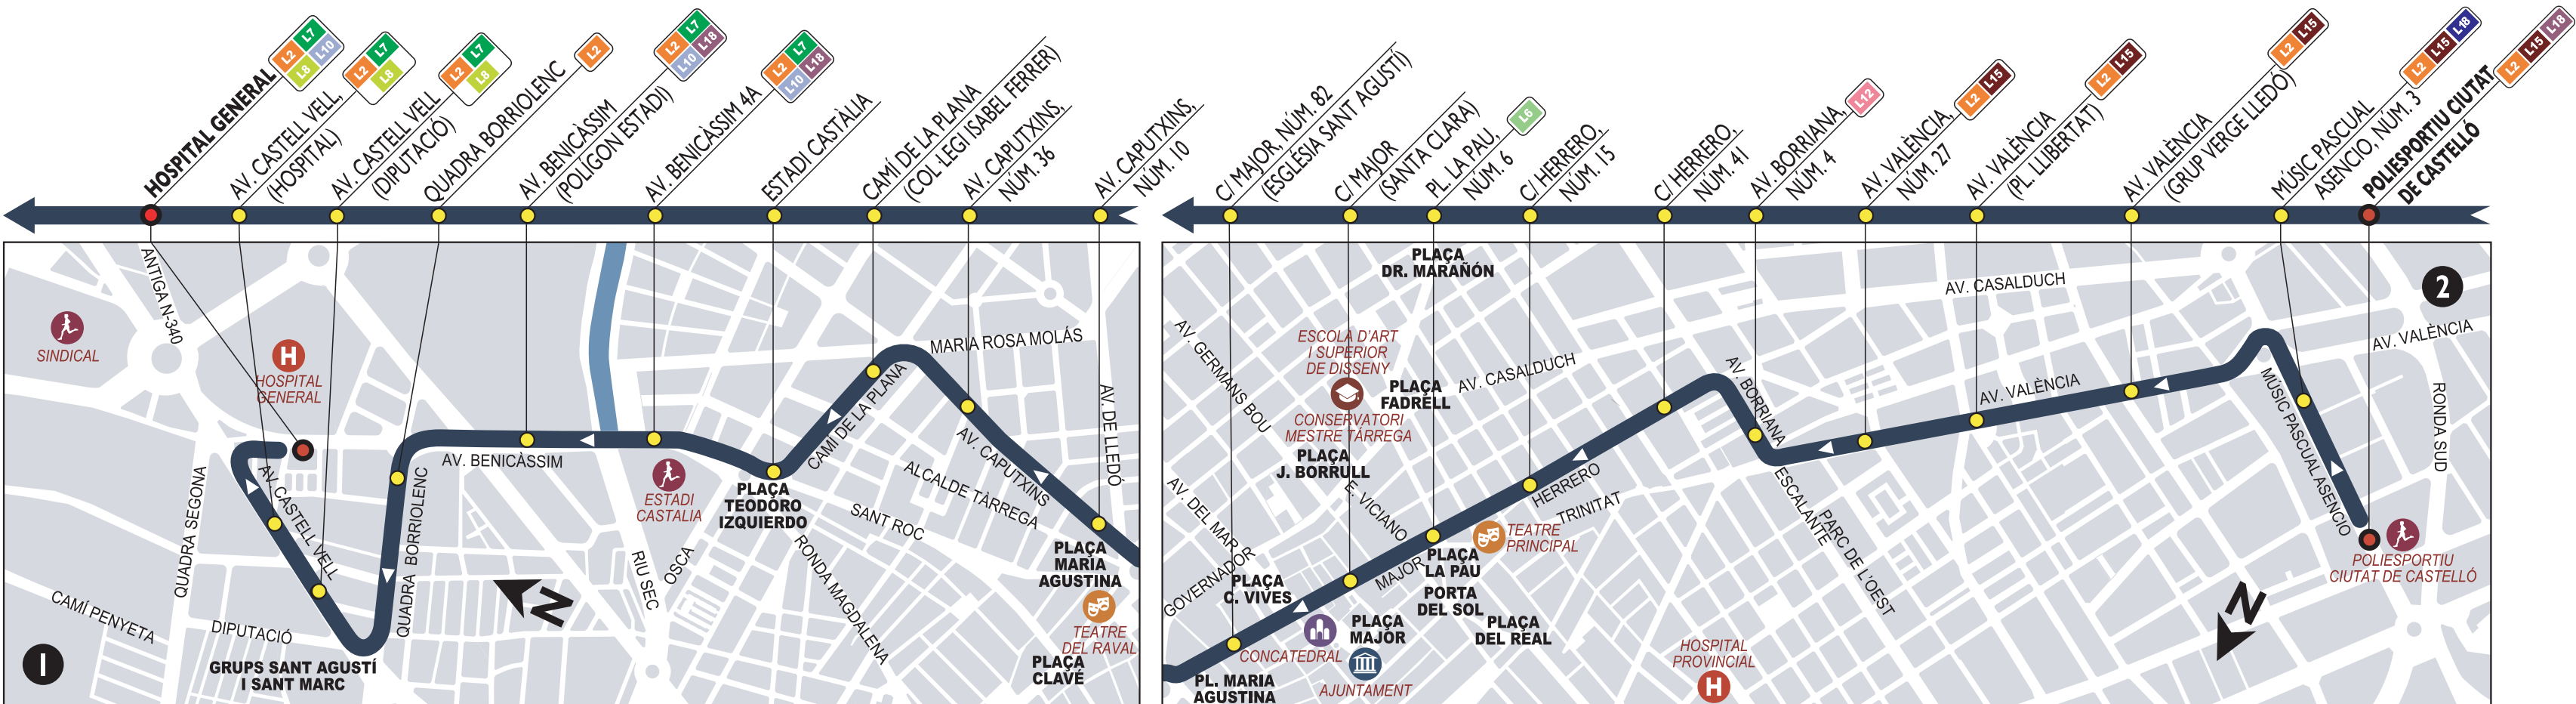 HOSPITAL GENERAL
L2 L7
L8 L10
AV. CASTELL VELL,
(HOSPITAL)
L2 L7
L8
AV. CASTELL VELL
(DIPUTACIÓ)
L2 L7
L8
QUADRA BORRIOLENC
L2
AV. BENICÀSSIM
(POLÍGON ESTADI)
L2 L7
L10 L18
AV. BENICÀSSIM 4A
L2 L7
L10 L18
ESTADI CASTÀLIA
CAMÍ DE LA PLANA
(COL·LEGI ISABEL FERRER)
AV. CAPUTXINS,
NÚM. 36
AV. CAPUTXINS,
NÚM. 10
C/ MAJOR, NÚM. 82
(ESGLÉSIA SANT AGUSTÍ)
C/ MAJOR
(SANTA CLARA)
PL. LA PAU,
NÚM. 6
L6
C/ HERRERO,
NÚM. 15
C/ HERRERO,
NÚM. 41
AV. BORRIANA,
NÚM. 4
L12
AV. VALÈNCIA,
NÚM. 27
L2 L15
AV. VALÈNCIA
(PL. LLIBERTAT)
L2 L15
AV. VALÈNCIA
(GRUP VERGE LLEDÓ)
L2 L15
MÚSIC PASCUAL
ASENCIO, NÚM. 3
L2 L15 L18
POLIESPORTIU CIUTAT
DE CASTELLÓ
L2 L15 L18
ANTIGA N-340
SINDICAL
H
HOSPITAL
GENERAL
QUADRA SEGONA
AV. CASTELL VELL
CAMÍ PENYETA
DIPUTACIÓ
GRUPS SANT AGUSTÍ
I SANT MARC
1
QUADRA BORRIOLENC
AV. BENICÀSSIM
N
RIU SEC
OSCA
ESTADI
CASTALIA
PLAÇA
TEODORO
IZQUIERDO
CAMÍ DE LA PLANA
MARIA ROSA MOLÁS
AV. CAPUTXINS
ALCALDE TÀRREGA
SANT ROC
RONDA MAGDALENA
AV. DE LLEDÓ
PLAÇA
MARIA
AGUSTINA
TEATRE
DEL RAVAL
PLAÇA
CLAVÉ
PLAÇA
DR. MARAÑÓN
AV. GERMANS BOU
ESCOLA D'ART
I SUPERIOR
DE DISSENY
CONSERVATORI
MESTRE TÀRREGA
PLAÇA
FADRELL
AV. CASALDUCH
PLAÇA
J. BORRULL
E. VICIANO
AV. DEL MAR
GOVERNADOR
PLAÇA
C. VIVES
MAJOR
PLAÇA
LA PAU
PORTA
DEL SOL
TEATRE
PRINCIPAL
HERRERO
TRINITAT
PLAÇA
MAJOR
PLAÇA
DEL REAL
CONCATEDRAL
AJUNTAMENT
PL. MARIA
AGUSTINA
AV. BORRIANA
ESCALANTE
PARC DE L'OEST
HOSPITAL
PROVINCIAL
H
AV. CASALDUCH
AV. VALÈNCIA
2
AV. VALÈNCIA
MÚSIC PASCUAL ASENCIO
RONDA SUD
POLIESPORTIU
CIUTAT DE CASTELLÓ
N